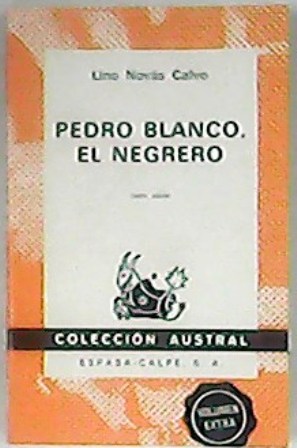 Lino Novás Calvo
PEDRO BLANCO,
EL NEGRERO
COLECCIÓN AUSTRAL
ESPASA-CALPE, S. A.
VOLUMEN
EXTRA